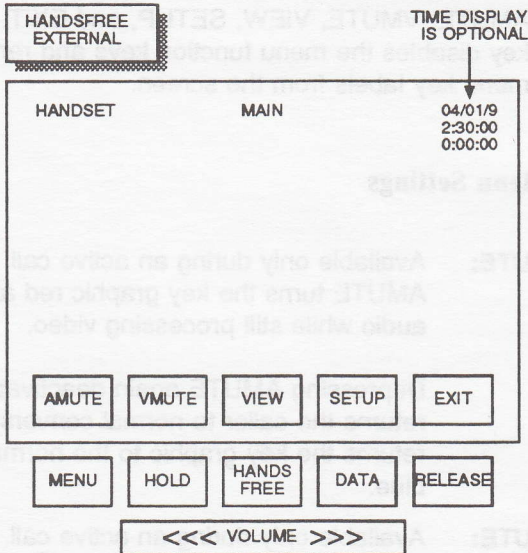 HANDSFREE
EXTERNAL
TIME DISPLAY
IS OPTIONAL
HANDSET MAIN 04/01/9
2:30:00
0:00:00
AMUTE VMUTE VIEW SETUP EXIT
MENU HOLD HANDS FREE DATA RELEASE
<<< VOLUME >>>